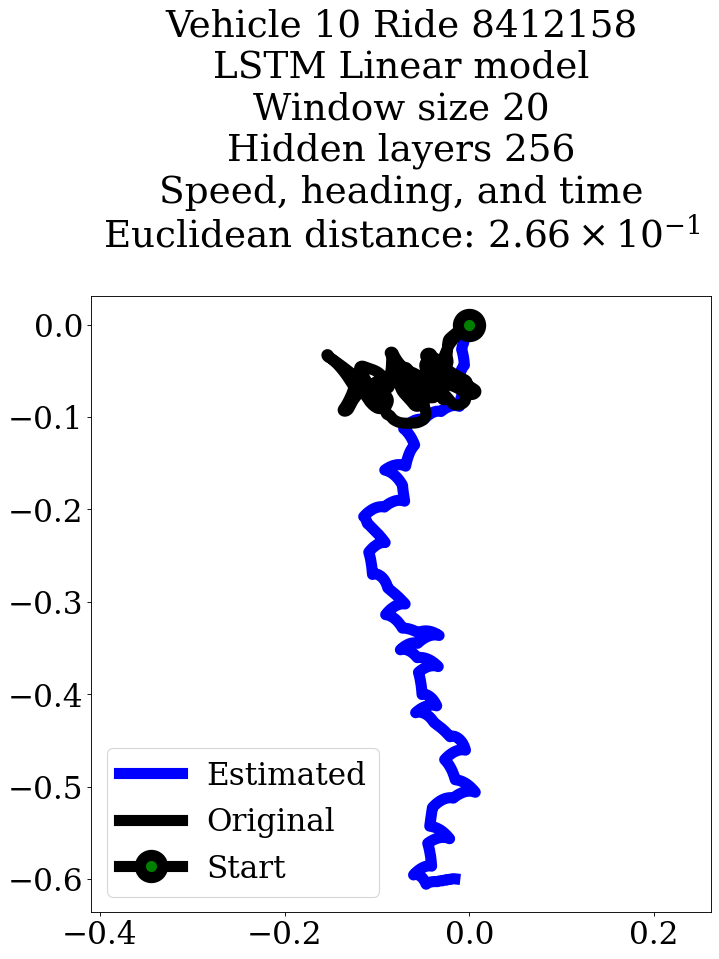 Vehicle 10 Ride 8412158
LSTM Linear model
Window size 20
Hidden layers 256
Speed, heading, and time
Euclidean distance: 2.66 × 10⁻¹
0.0
−0.1
−0.2
−0.3
−0.4
−0.5
−0.6
Estimated
Original
Start
−0.4 −0.2 0.0 0.2